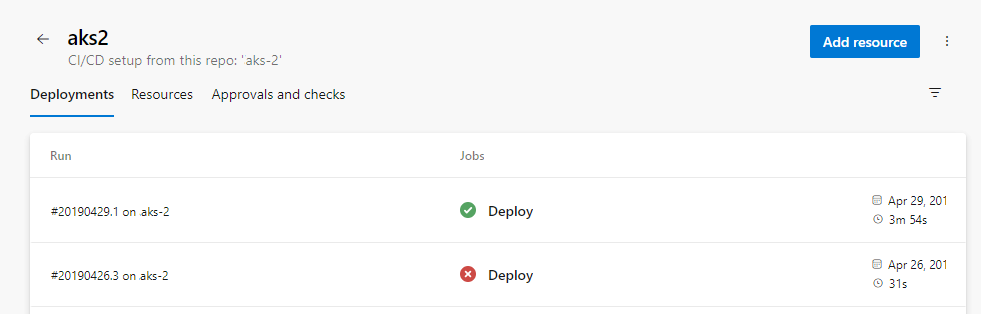 aks2
Add resource
CI/CD setup from this repo: 'aks-2'
Deployments Resources Approvals and checks
Run Jobs
#20190429.1 on aks-2 Deploy Apr 29, 201
3m 54s
#20190426.3 on aks-2 Deploy Apr 26, 201
31s